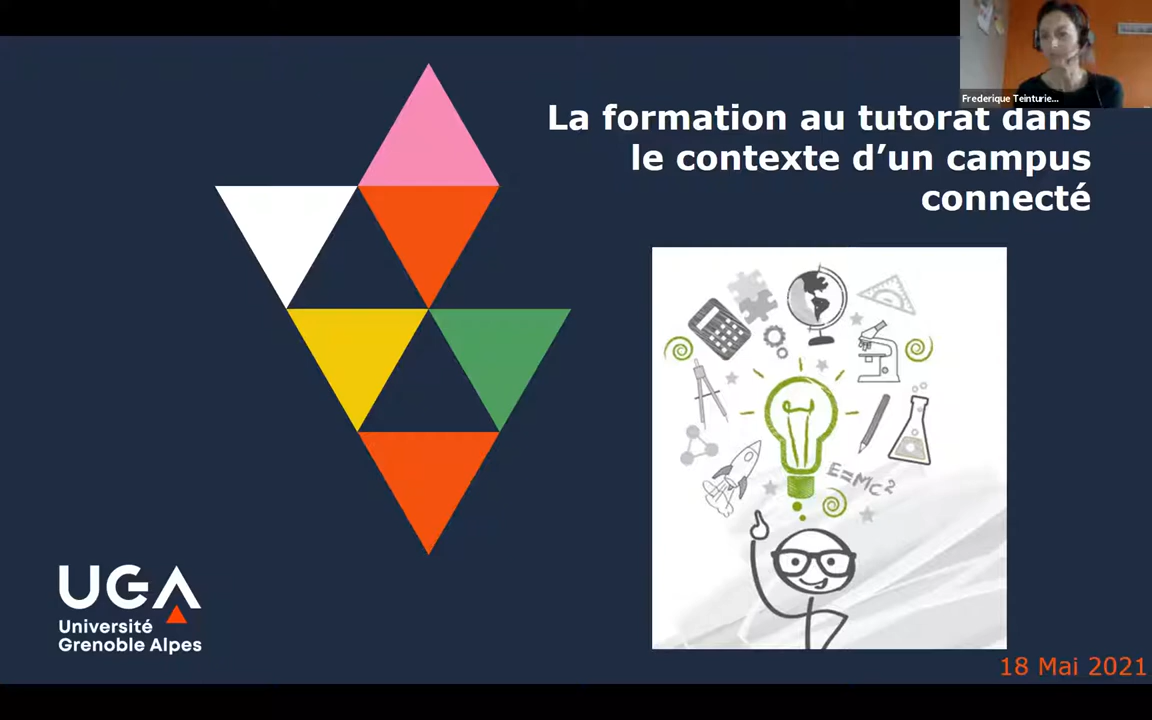 Frederique Teinturie...
La formation au tutorat dans
le contexte d’un campus
connecté
E=MC²
UGA
Université
Grenoble Alpes
18 Mai 2021